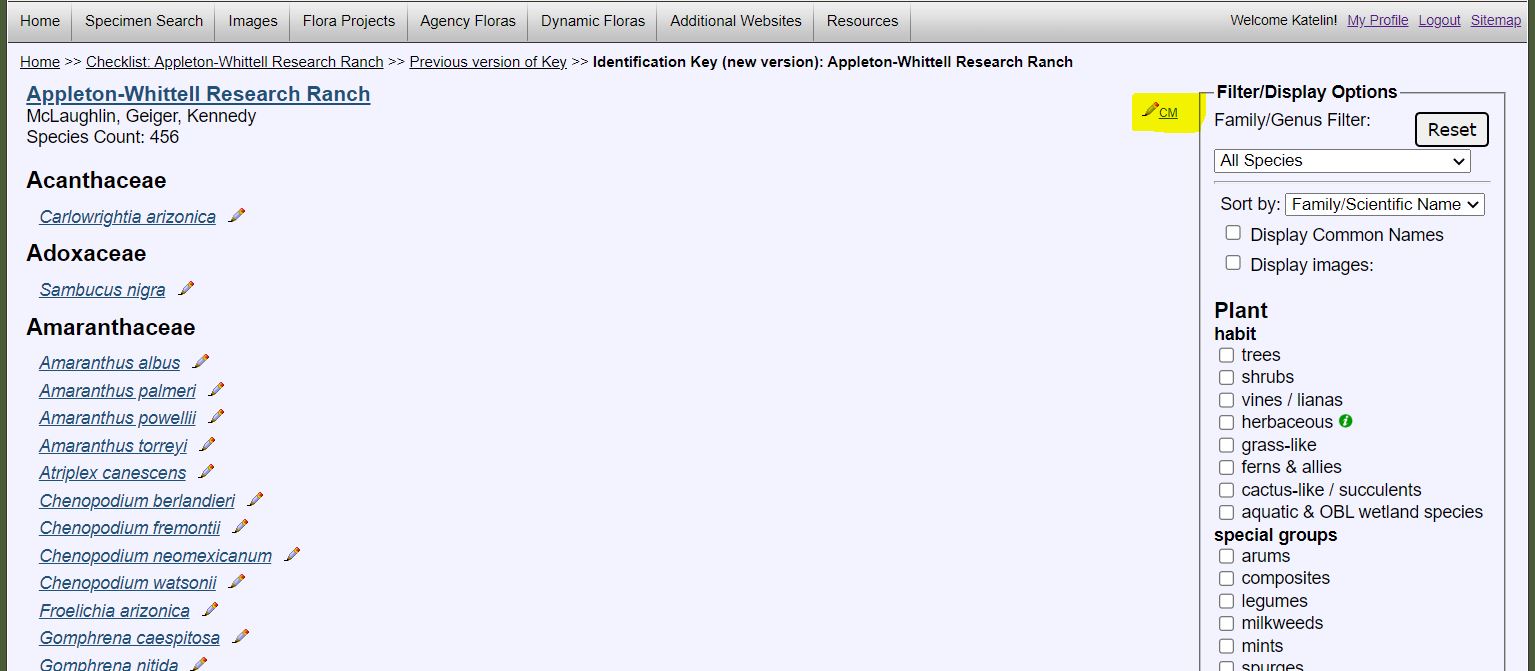 Home Specimen Search Images Flora Projects Agency Floras Dynamic Floras Additional Websites Resources Welcome Katelin! My Profile Logout Sitemap
Home >> Checklist: Appleton-Whittell Research Ranch >> Previous version of Key >> Identification Key (new version): Appleton-Whittell Research Ranch
Appleton-Whittell Research Ranch
McLaughlin, Geiger, Kennedy
Species Count: 456
Acanthaceae
Carlowrightia arizonica
Adoxaceae
Sambucus nigra
Amaranthaceae
Amaranthus albus
Amaranthus palmeri
Amaranthus powellii
Amaranthus torreyi
Atriplex canescens
Chenopodium berlandieri
Chenopodium fremontii
Chenopodium neomexicanum
Chenopodium watsonii
Froelichia arizonica
Gomphrena caespitosa
Gomphrena nitida
CM
Filter/Display Options
Family/Genus Filter:
Reset
All Species
Sort by: Family/Scientific Name
Display Common Names
Display images:
Plant
habit
trees
shrubs
vines / lianas
herbaceous
grass-like
ferns & allies
cactus-like / succulents
aquatic & OBL wetland species
special groups
arums
composites
legumes
milkweeds
mints
spurges